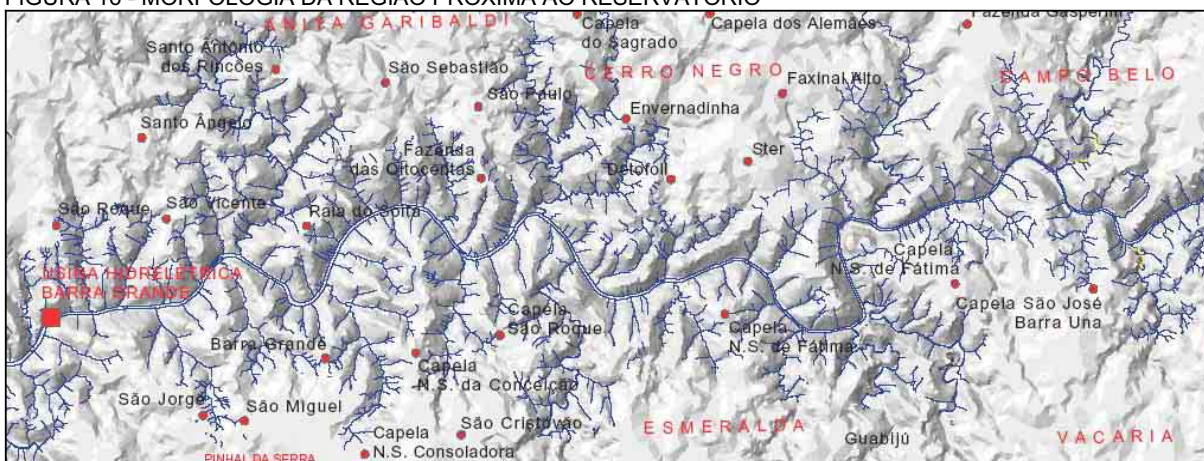 FIGURA 10 - MORFOLOGIA DA REGIÃO PRÓXIMA AO RESERVATÓRIO
ANITA GARIBALDI
Capela
do Sagrado
Capela dos Alemães
Fazenda Gasperin
Santo Antônio
dos Rincões
São Sebastião
CERRO NEGRO
Faxinal Alto
CAMPO BELO
São Paulo
Envernadinha
Santo Ângelo
Fazenda
das Oitocentas
Ster
Detofoll
São Roque
São Vicente
Raia do Solta
USINA HIDRELÉTRICA
BARRA GRANDE
Capela
N.S. de Fátima
Capela São José
Barra Una
Capela
São Roque
Capela
N.S. de Fátima
Barra Grande
Capela
N.S. da Conceição
São Jorge
São Miguel
São Cristovão
ESMERALDA
Capela
N.S. Consoladora
Guabijú
VACARIA
PINHAL DA SERRA